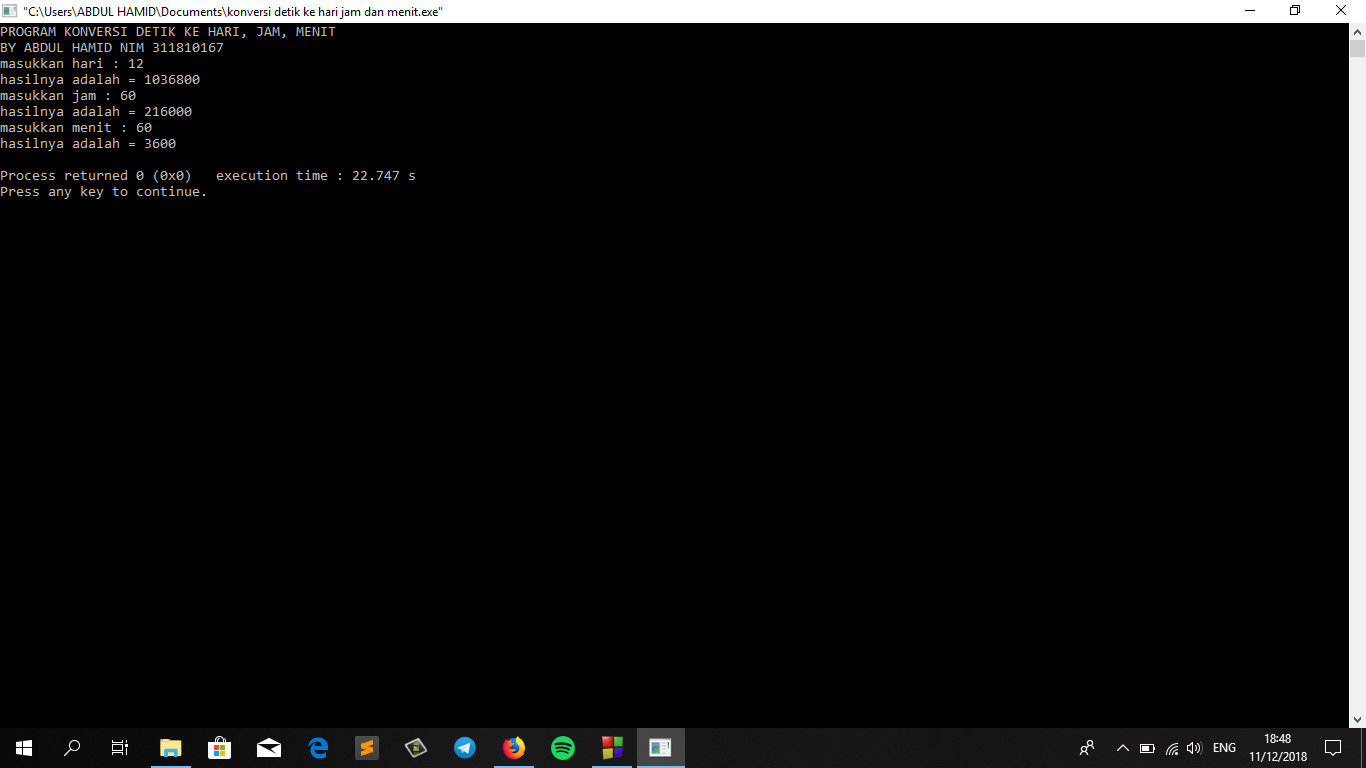 "C:\Users\ABDUL HAMID\Documents\konversi detik ke hari jam dan menit.exe"
PROGRAM KONVERSI DETIK KE HARI, JAM, MENIT
BY ABDUL HAMID NIM 311810167
masukkan hari : 12
hasilnya adalah = 1036800
masukkan jam : 60
hasilnya adalah = 216000
masukkan menit : 60
hasilnya adalah = 3600
Process returned 0 (0x0)   execution time : 22.747 s
Press any key to continue.
ENG
18:48
11/12/2018